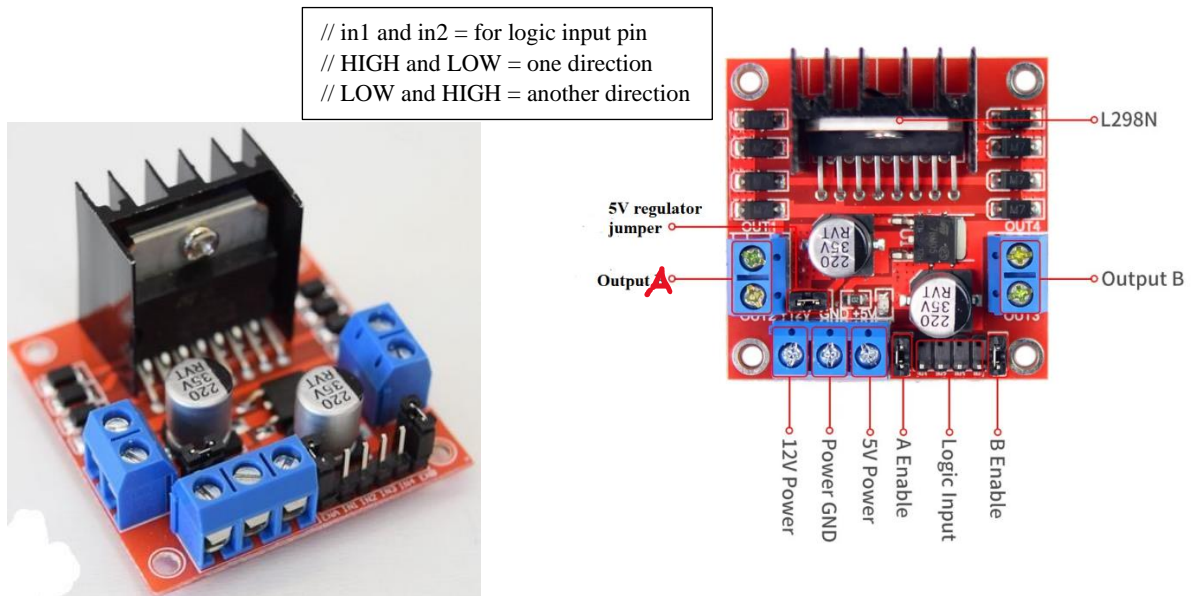 // in1 and in2 = for logic input pin
// HIGH and LOW = one direction
// LOW and HIGH = another direction
L298N
5V regulator
jumper
OUT1
OUT4
Output A
Output B
OUT2
+12V
GND
+5V
OUT3
220
35V
RVT
220
35V
RVT
220
35V
RVT
220
35V
RVT
12V Power
Power GND
5V Power
A Enable
Logic Input
B Enable